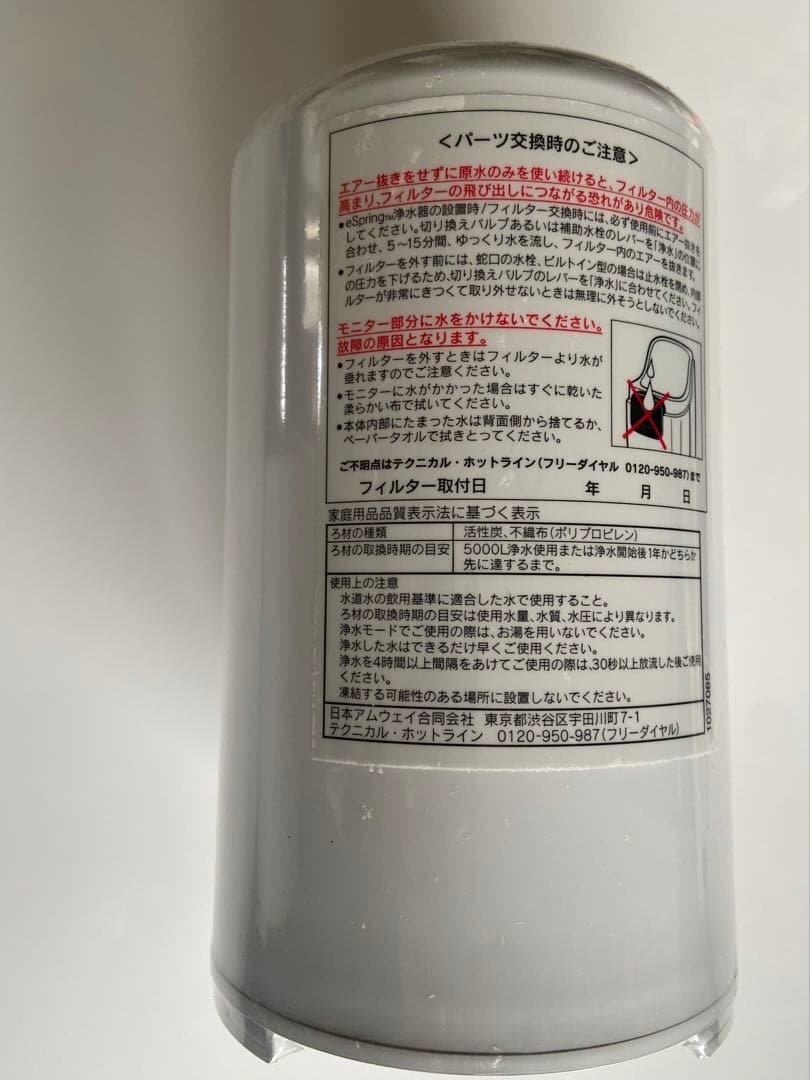 <パーツ交換時のご注意>
エアー抜きをせずに原水のみを使い続けると、フィルター内の圧力が
高まり、フィルターの飛び出しにつながる恐れがあり危険です。
●eSpring™浄水器の設置時/フィルター交換時には、必ず使用前にエアー抜きを
してください。切り換えバルブあるいは補助水栓のレバーを「浄水」の位置に
合わせ、5~15分間、ゆっくり水を流し、フィルター内のエアーを抜きます。
●フィルターを外す前には、蛇口の水栓、ビルトイン型の場合は止水栓を閉め、内部
の圧力を下げるため、切り換えバルブのレバーを「浄水」に合わせてください。フィ
ルターが非常にきつくて取り外せないときは無理に外そうとしないでください。
モニター部分に水をかけないでください。
故障の原因となります。
●フィルターを外すときはフィルターより水が
垂れますのでご注意ください。
●モニターに水がかかった場合はすぐに乾いた
柔らかい布で拭いてください。
●本体内部にたまった水は背面側から捨てるか、
ペーパータオルで拭きとってください。
ご不明点はテクニカル・ホットライン(フリーダイヤル 0120-950-987)まで
フィルター取付日 年 月 日
家庭用品品質表示法に基づく表示
ろ材の種類 活性炭、不織布(ポリプロピレン)
ろ材の取換時期の目安 5000L浄水使用または浄水開始後1年かどちらか
先に達するまで。
使用上の注意
水道水の飲用基準に適合した水で使用すること。
ろ材の取換時期の目安は使用水量、水質、水圧により異なります。
浄水モードでご使用の際は、お湯を用いないでください。
浄水した水はできるだけ早くご使用ください。
浄水を4時間以上間隔をあけてご使用の際は、30秒以上放流した後ご使用
ください。
凍結する可能性のある場所に設置しないでください。
日本アムウェイ合同会社 東京都渋谷区宇田川町7-1
テクニカル・ホットライン 0120-950-987(フリーダイヤル)
1027085